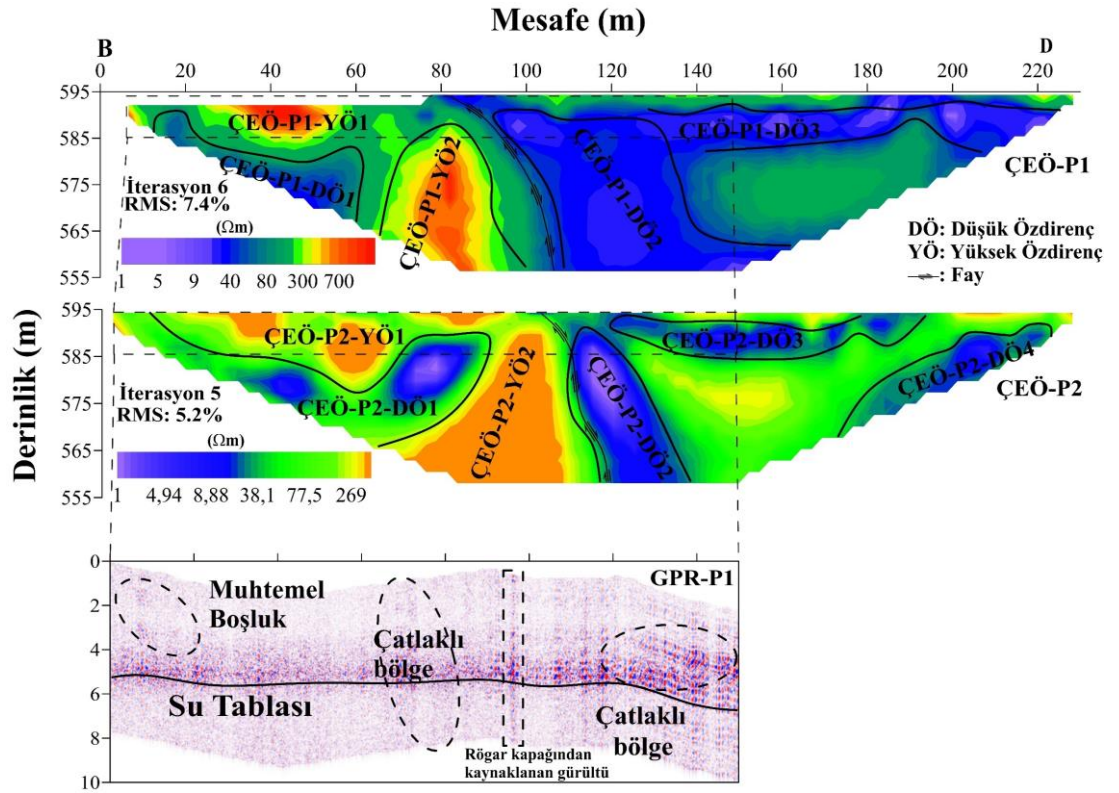 Mesafe (m)
B
D
0 20 40 60 80 100 120 140 160 180 200 220
595
585
575
565
555
ÇEÖ-P1-YÖ1
ÇEÖ-P1-DÖ1
ÇEÖ-P1-YÖ2
ÇEÖ-P1-DÖ2
ÇEÖ-P1-DÖ3
ÇEÖ-P1
İterasyon 6
RMS: 7.4%
(Ωm)
1 5 9 40 80 300 700
DÖ: Düşük Özdirenç
YÖ: Yüksek Özdirenç
: Fay
Derinlik (m)
595
585
575
565
555
ÇEÖ-P2-YÖ1
ÇEÖ-P2-DÖ1
ÇEÖ-P2-YÖ2
ÇEÖ-P2-DÖ2
ÇEÖ-P2-DÖ3
ÇEÖ-P2-DÖ4
ÇEÖ-P2
İterasyon 5
RMS: 5.2%
(Ωm)
1 4,94 8,88 38,1 77,5 269
0
2
4
6
8
10
GPR-P1
Muhtemel
Boşluk
Çatlaklı
bölge
Su Tablası
Çatlaklı
bölge
Rögar kapağından
kaynaklanan gürültü